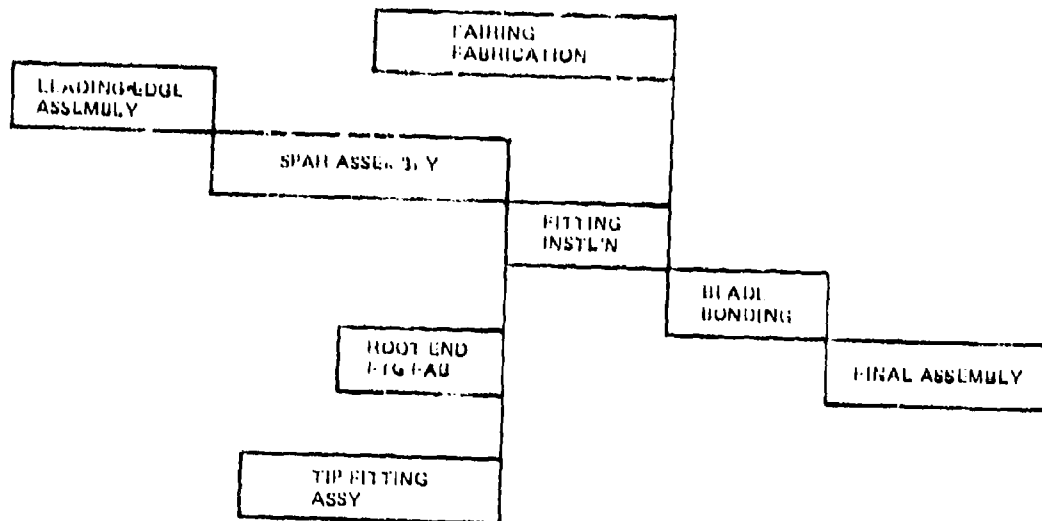 FAIRING
FABRICATION
LEADING-EDGE
ASSEMBLY
SPAR ASSEMBLY
FITTING
INSTL'N
BLADE
BONDING
ROOT END
FTG FAB
FINAL ASSEMBLY
TIP FITTING
ASSY